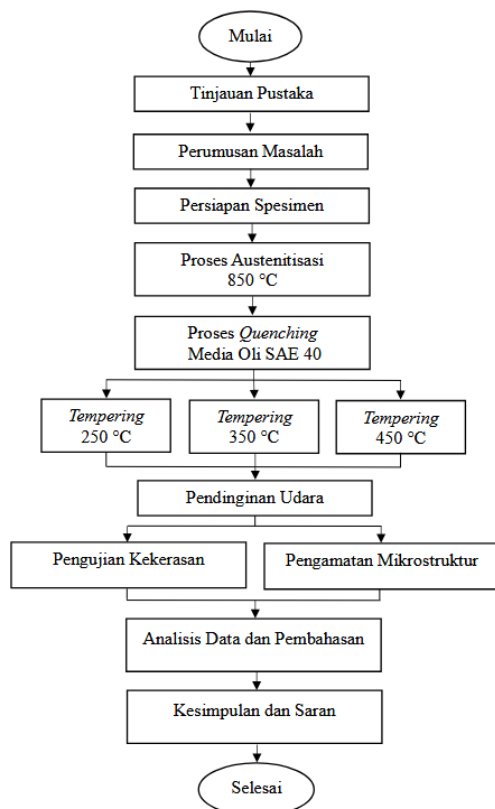 Mulai
Tinjauan Pustaka
Perumusan Masalah
Persiapan Spesimen
Proses Austenitisasi
850 °C
Proses Quenching
Media Oli SAE 40
Tempering
250 °C
Tempering
350 °C
Tempering
450 °C
Pendinginan Udara
Pengujian Kekerasan
Pengamatan Mikrostruktur
Analisis Data dan Pembahasan
Kesimpulan dan Saran
Selesai